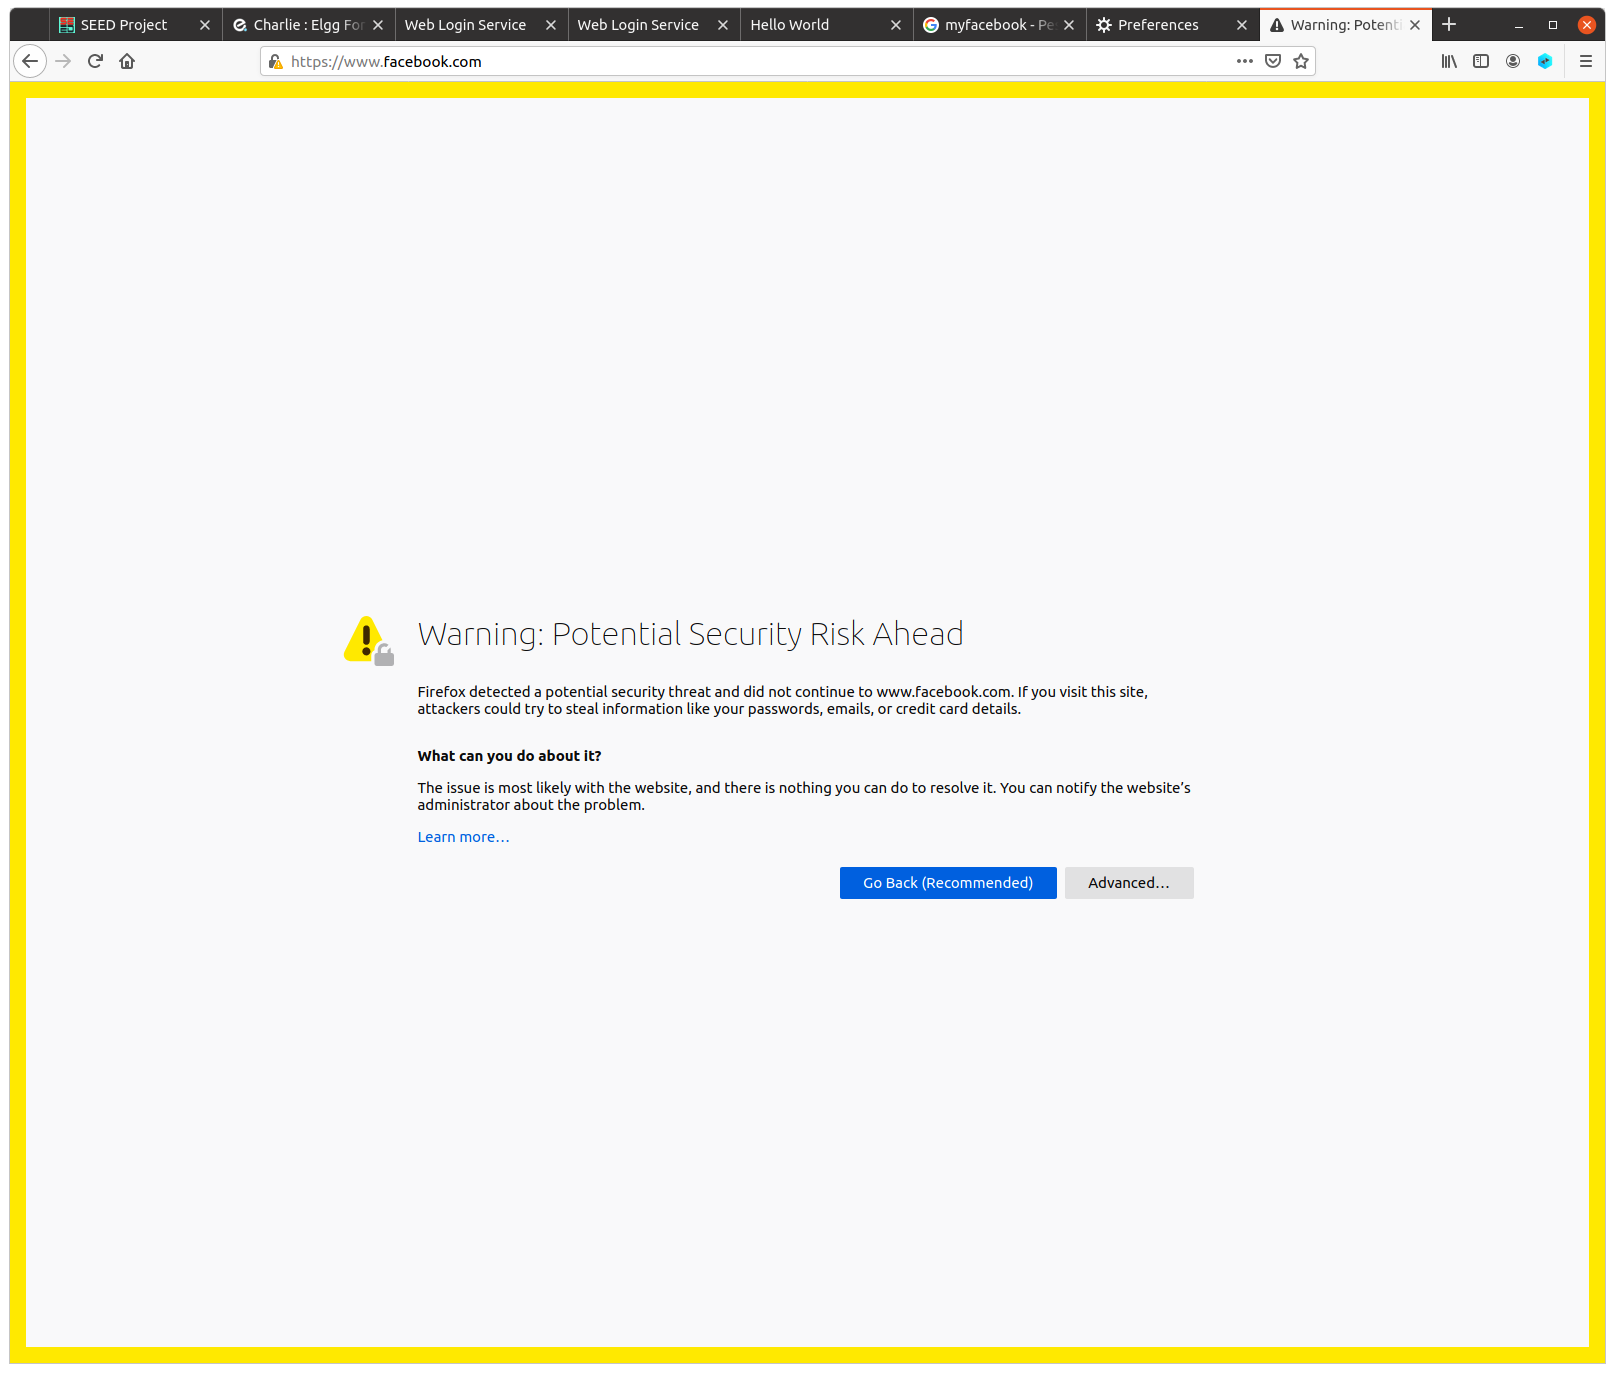 SEED Project
Charlie : Elgg For
Web Login Service
Web Login Service
Hello World
myfacebook - Pe
Preferences
Warning: Potenti
https://www.facebook.com
Warning: Potential Security Risk Ahead
Firefox detected a potential security threat and did not continue to www.facebook.com. If you visit this site,
attackers could try to steal information like your passwords, emails, or credit card details.
What can you do about it?
The issue is most likely with the website, and there is nothing you can do to resolve it. You can notify the website’s
administrator about the problem.
Learn more…
Go Back (Recommended)
Advanced…